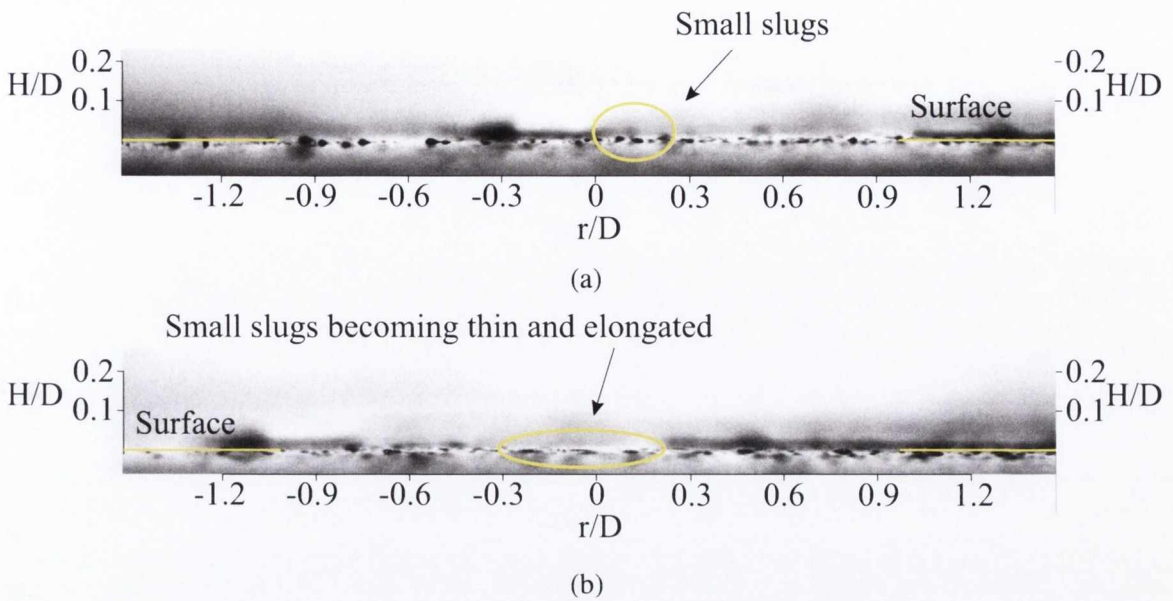 Small slugs
0.2 0.2
H/D 0.1 0.1 H/D
Surface
-1.2 -0.9 -0.6 -0.3 0 0.3 0.6 0.9 1.2
r/D
(a)
Small slugs becoming thin and elongated
0.2 0.2
H/D 0.1 0.1 H/D
Surface
-1.2 -0.9 -0.6 -0.3 0 0.3 0.6 0.9 1.2
r/D
(b)